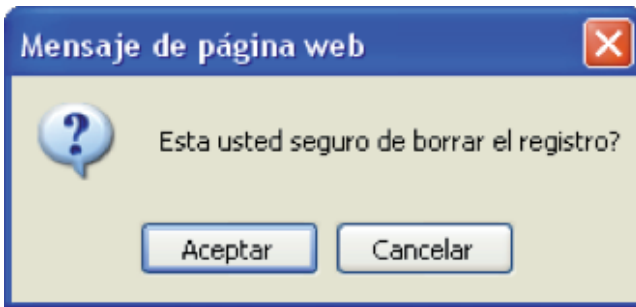 Mensaje de página web
Esta usted seguro de borrar el registro?
Aceptar
Cancelar